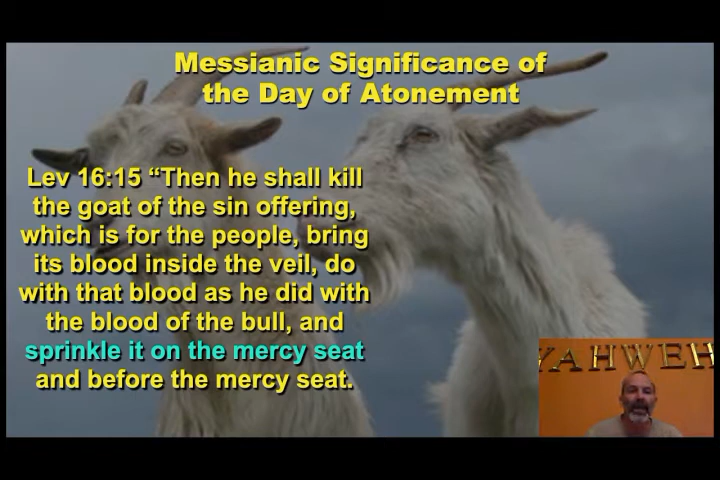 Messianic Significance of
the Day of Atonement
Lev 16:15 “Then he shall kill
the goat of the sin offering,
which is for the people, bring
its blood inside the veil, do
with that blood as he did with
the blood of the bull, and
sprinkle it on the mercy seat
and before the mercy seat.
YAHWEH